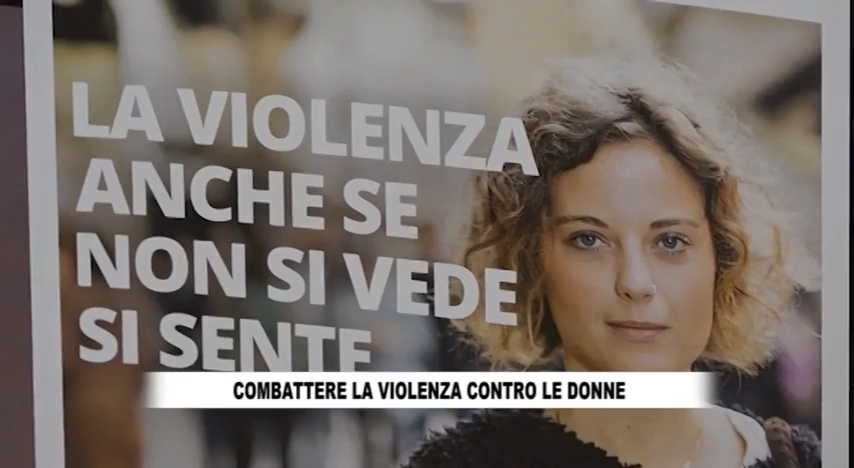 LA VIOLENZA
ANCHE SE
NON SI VEDE
SI SENTE
COMBATTERE LA VIOLENZA CONTRO LE DONNE